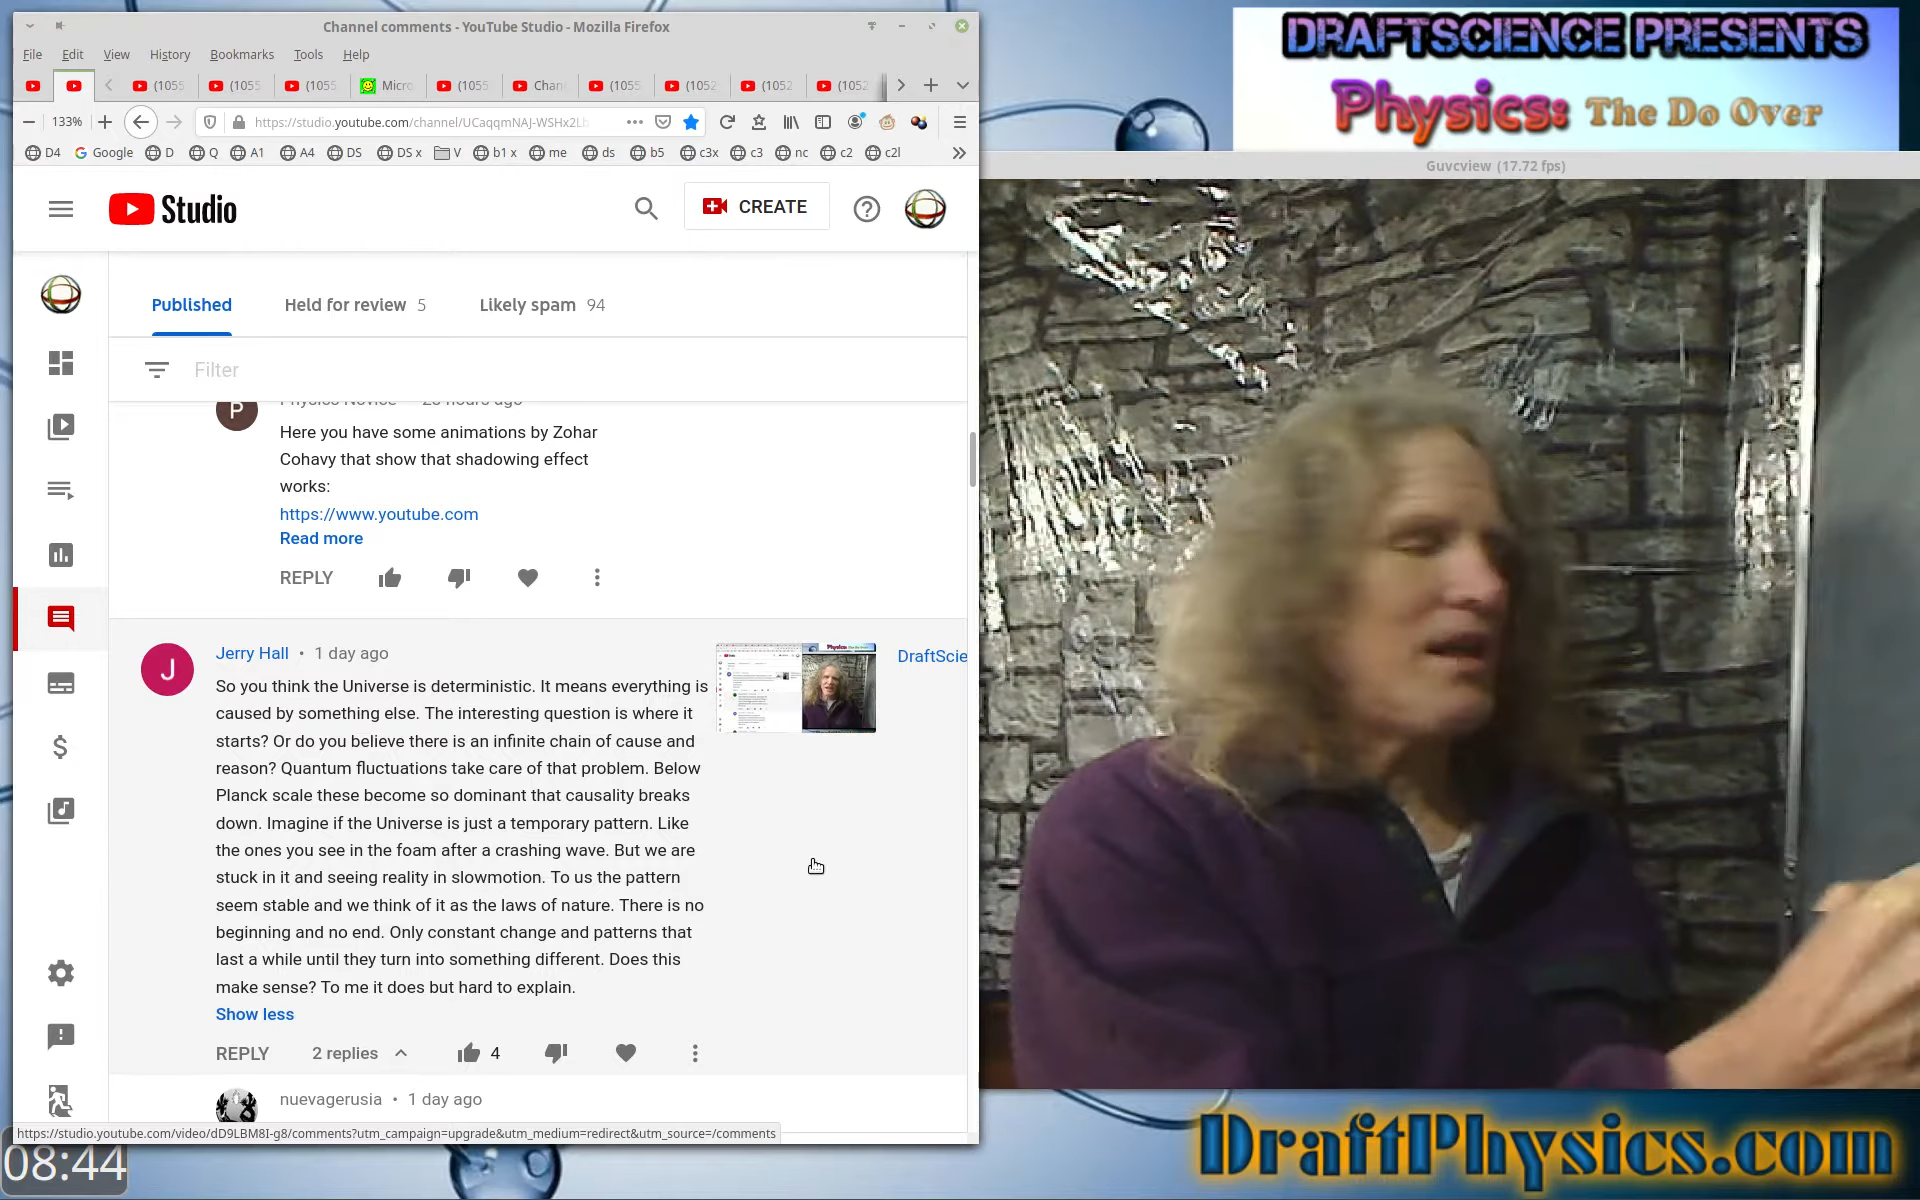 Channel comments - YouTube Studio - Mozilla Firefox
File Edit View History Bookmarks Tools Help
(1055 (1055 (1055 Micro (1055 Chan (1055 (1052 (1052 (1052
133% https://studio.youtube.com/channel/UCaqqmNAJ-WSHx2Lb
D4 Google D Q A1 A4 DS DS x V b1 x me ds b5 c3x c3 nc c2 c2l
Studio CREATE
Published Held for review 5 Likely spam 94
Filter
P Physics Novice
Here you have some animations by Zohar
Cohavy that show that shadowing effect
works:
https://www.youtube.com
Read more
REPLY
J
Jerry Hall • 1 day ago
DraftScie
So you think the Universe is deterministic. It means everything is
caused by something else. The interesting question is where it
starts? Or do you believe there is an infinite chain of cause and
reason? Quantum fluctuations take care of that problem. Below
Planck scale these become so dominant that causality breaks
down. Imagine if the Universe is just a temporary pattern. Like
the ones you see in the foam after a crashing wave. But we are
stuck in it and seeing reality in slowmotion. To us the pattern
seem stable and we think of it as the laws of nature. There is no
beginning and no end. Only constant change and patterns that
last a while until they turn into something different. Does this
make sense? To me it does but hard to explain.
Show less
REPLY 2 replies 4
nuevagerusia • 1 day ago
https://studio.youtube.com/video/dD9LBM8I-g8/comments?utm_campaign=upgrade&utm_medium=redirect&utm_source=/comments
08:44
DRAFTSCIENCE PRESENTS
Physics: The Do Over
Guvcview (17.72 fps)
DraftPhysics.com